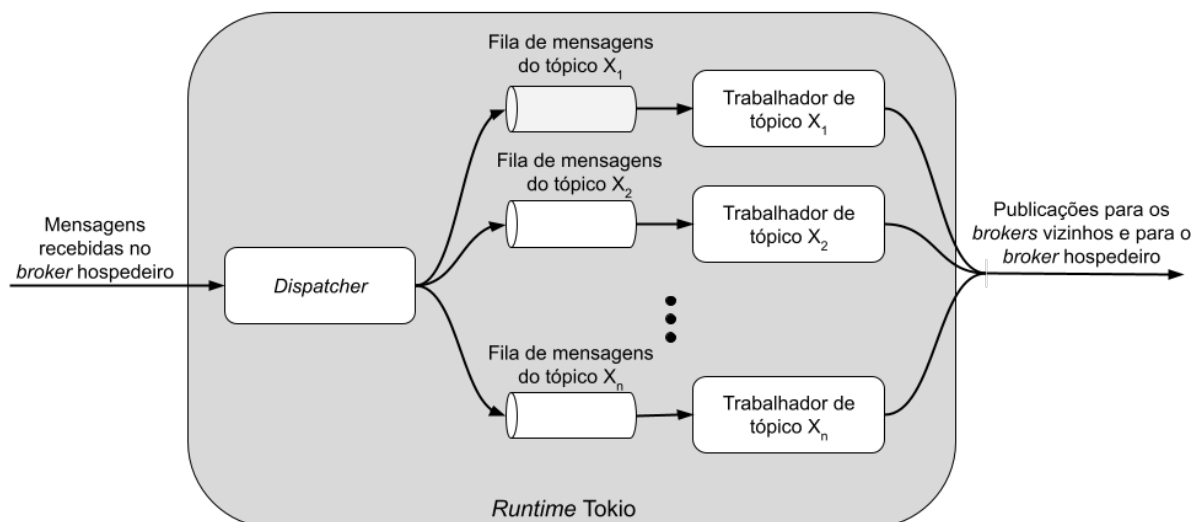 Fila de mensagens
do tópico X1
Trabalhador de
tópico X1
Fila de mensagens
do tópico X2
Trabalhador de
tópico X2
Mensagens
recebidas no
broker hospedeiro
Dispatcher
Publicações para os
brokers vizinhos e para o
broker hospedeiro
Fila de mensagens
do tópico Xn
Trabalhador de
tópico Xn
Runtime Tokio